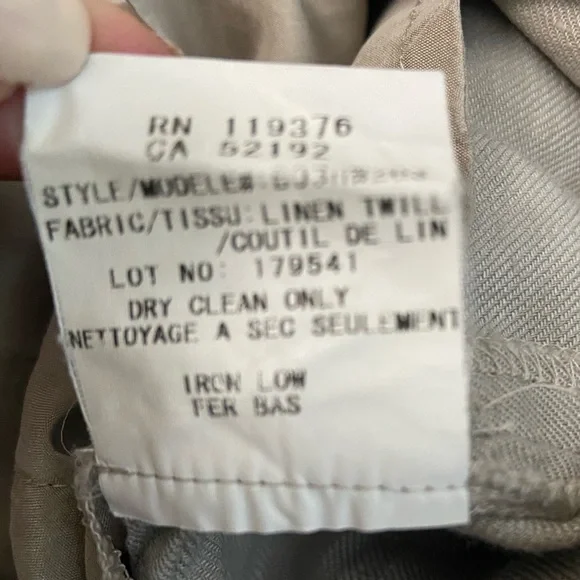 RN 119376
CA 52192
STYLE/MODELE#:
FABRIC/TISSU:LINEN TWILL
/COUTIL DE LIN
LOT NO: 179541
DRY CLEAN ONLY
NETTOYAGE A SEC SEULEMENT
IRON LOW
FER BAS